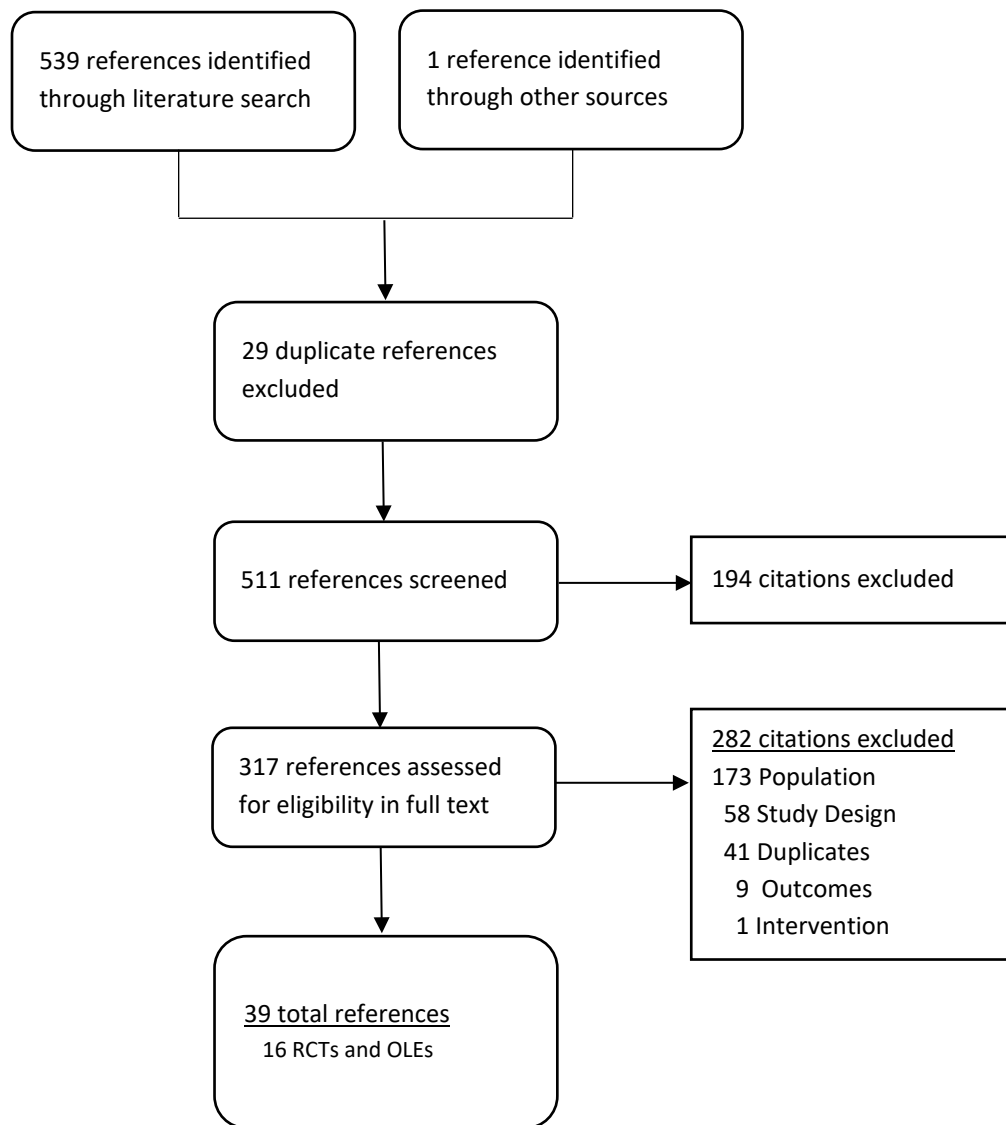 539 references identified
through literature search
1 reference identified
through other sources
29 duplicate references
excluded
511 references screened
194 citations excluded
317 references assessed
for eligibility in full text
282 citations excluded
173 Population
58 Study Design
41 Duplicates
9 Outcomes
1 Intervention
39 total references
16 RCTs and OLEs